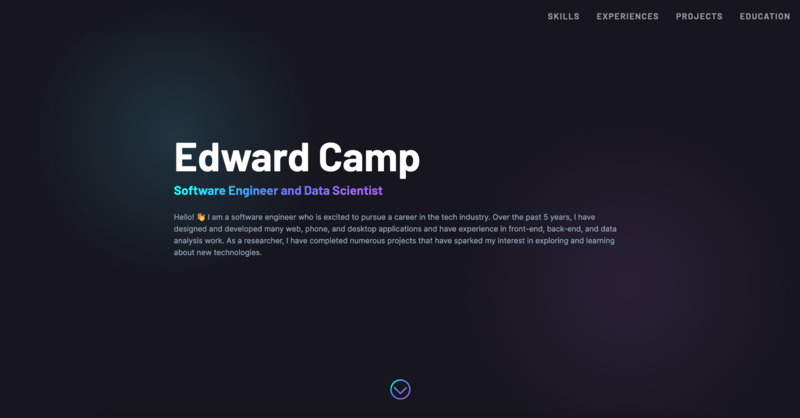 SKILLS EXPERIENCES PROJECTS EDUCATION
Edward Camp
Software Engineer and Data Scientist
Hello! 👋 I am a software engineer who is excited to pursue a career in the tech industry. Over the past 5 years, I have
designed and developed many web, phone, and desktop applications and have experience in front-end, back-end, and data
analysis work. As a researcher, I have completed numerous projects that have sparked my interest in exploring and learning
about new technologies.